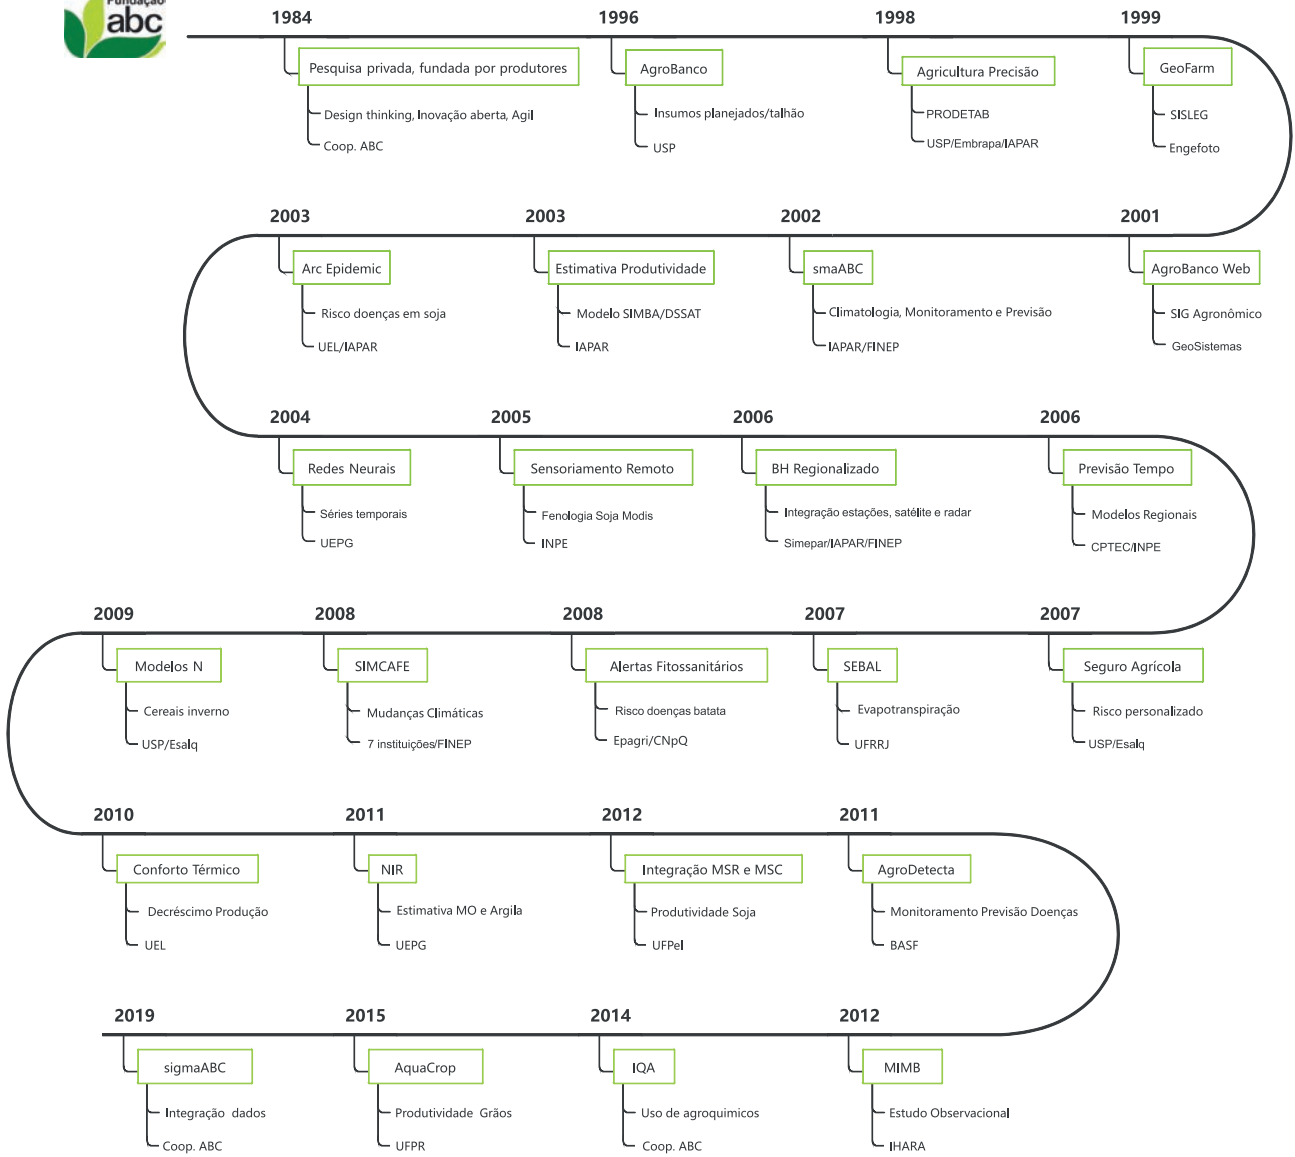 Fundação
abc
1984
Pesquisa privada, fundada por produtores
Design thinking, Inovação aberta, Agil
Coop. ABC
1996
AgroBanco
Insumos planejados/talhão
USP
1998
Agricultura Precisão
PRODETAB
USP/Embrapa/IAPAR
1999
GeoFarm
SISLEG
Engefoto
2001
AgroBanco Web
SIG Agronômico
GeoSistemas
2002
smaABC
Climatologia, Monitoramento e Previsão
IAPAR/FINEP
2003
Estimativa Produtividade
Modelo SIMBA/DSSAT
IAPAR
2003
Arc Epidemic
Risco doenças em soja
UEL/IAPAR
2004
Redes Neurais
Séries temporais
UEPG
2005
Sensoriamento Remoto
Fenologia Soja Modis
INPE
2006
BH Regionalizado
Integração estações, satélite e radar
Simepar/IAPAR/FINEP
2006
Previsão Tempo
Modelos Regionais
CPTEC/INPE
2007
Seguro Agrícola
Risco personalizado
USP/Esalq
2007
SEBAL
Evapotranspiração
UFRRJ
2008
Alertas Fitossanitários
Risco doenças batata
Epagri/CNpQ
2008
SIMCAFE
Mudanças Climáticas
7 instituições/FINEP
2009
Modelos N
Cereais inverno
USP/Esalq
2010
Conforto Térmico
Decréscimo Produção
UEL
2011
NIR
Estimativa MO e Argila
UEPG
2012
Integração MSR e MSC
Produtividade Soja
UFPel
2011
AgroDetecta
Monitoramento Previsão Doenças
BASF
2012
MIMB
Estudo Observacional
IHARA
2014
IQA
Uso de agroquimicos
Coop. ABC
2015
AquaCrop
Produtividade Grãos
UFPR
2019
sigmaABC
Integração dados
Coop. ABC